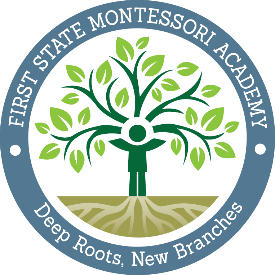 FIRST STATE MONTESSORI ACADEMY
Deep Roots, New Branches